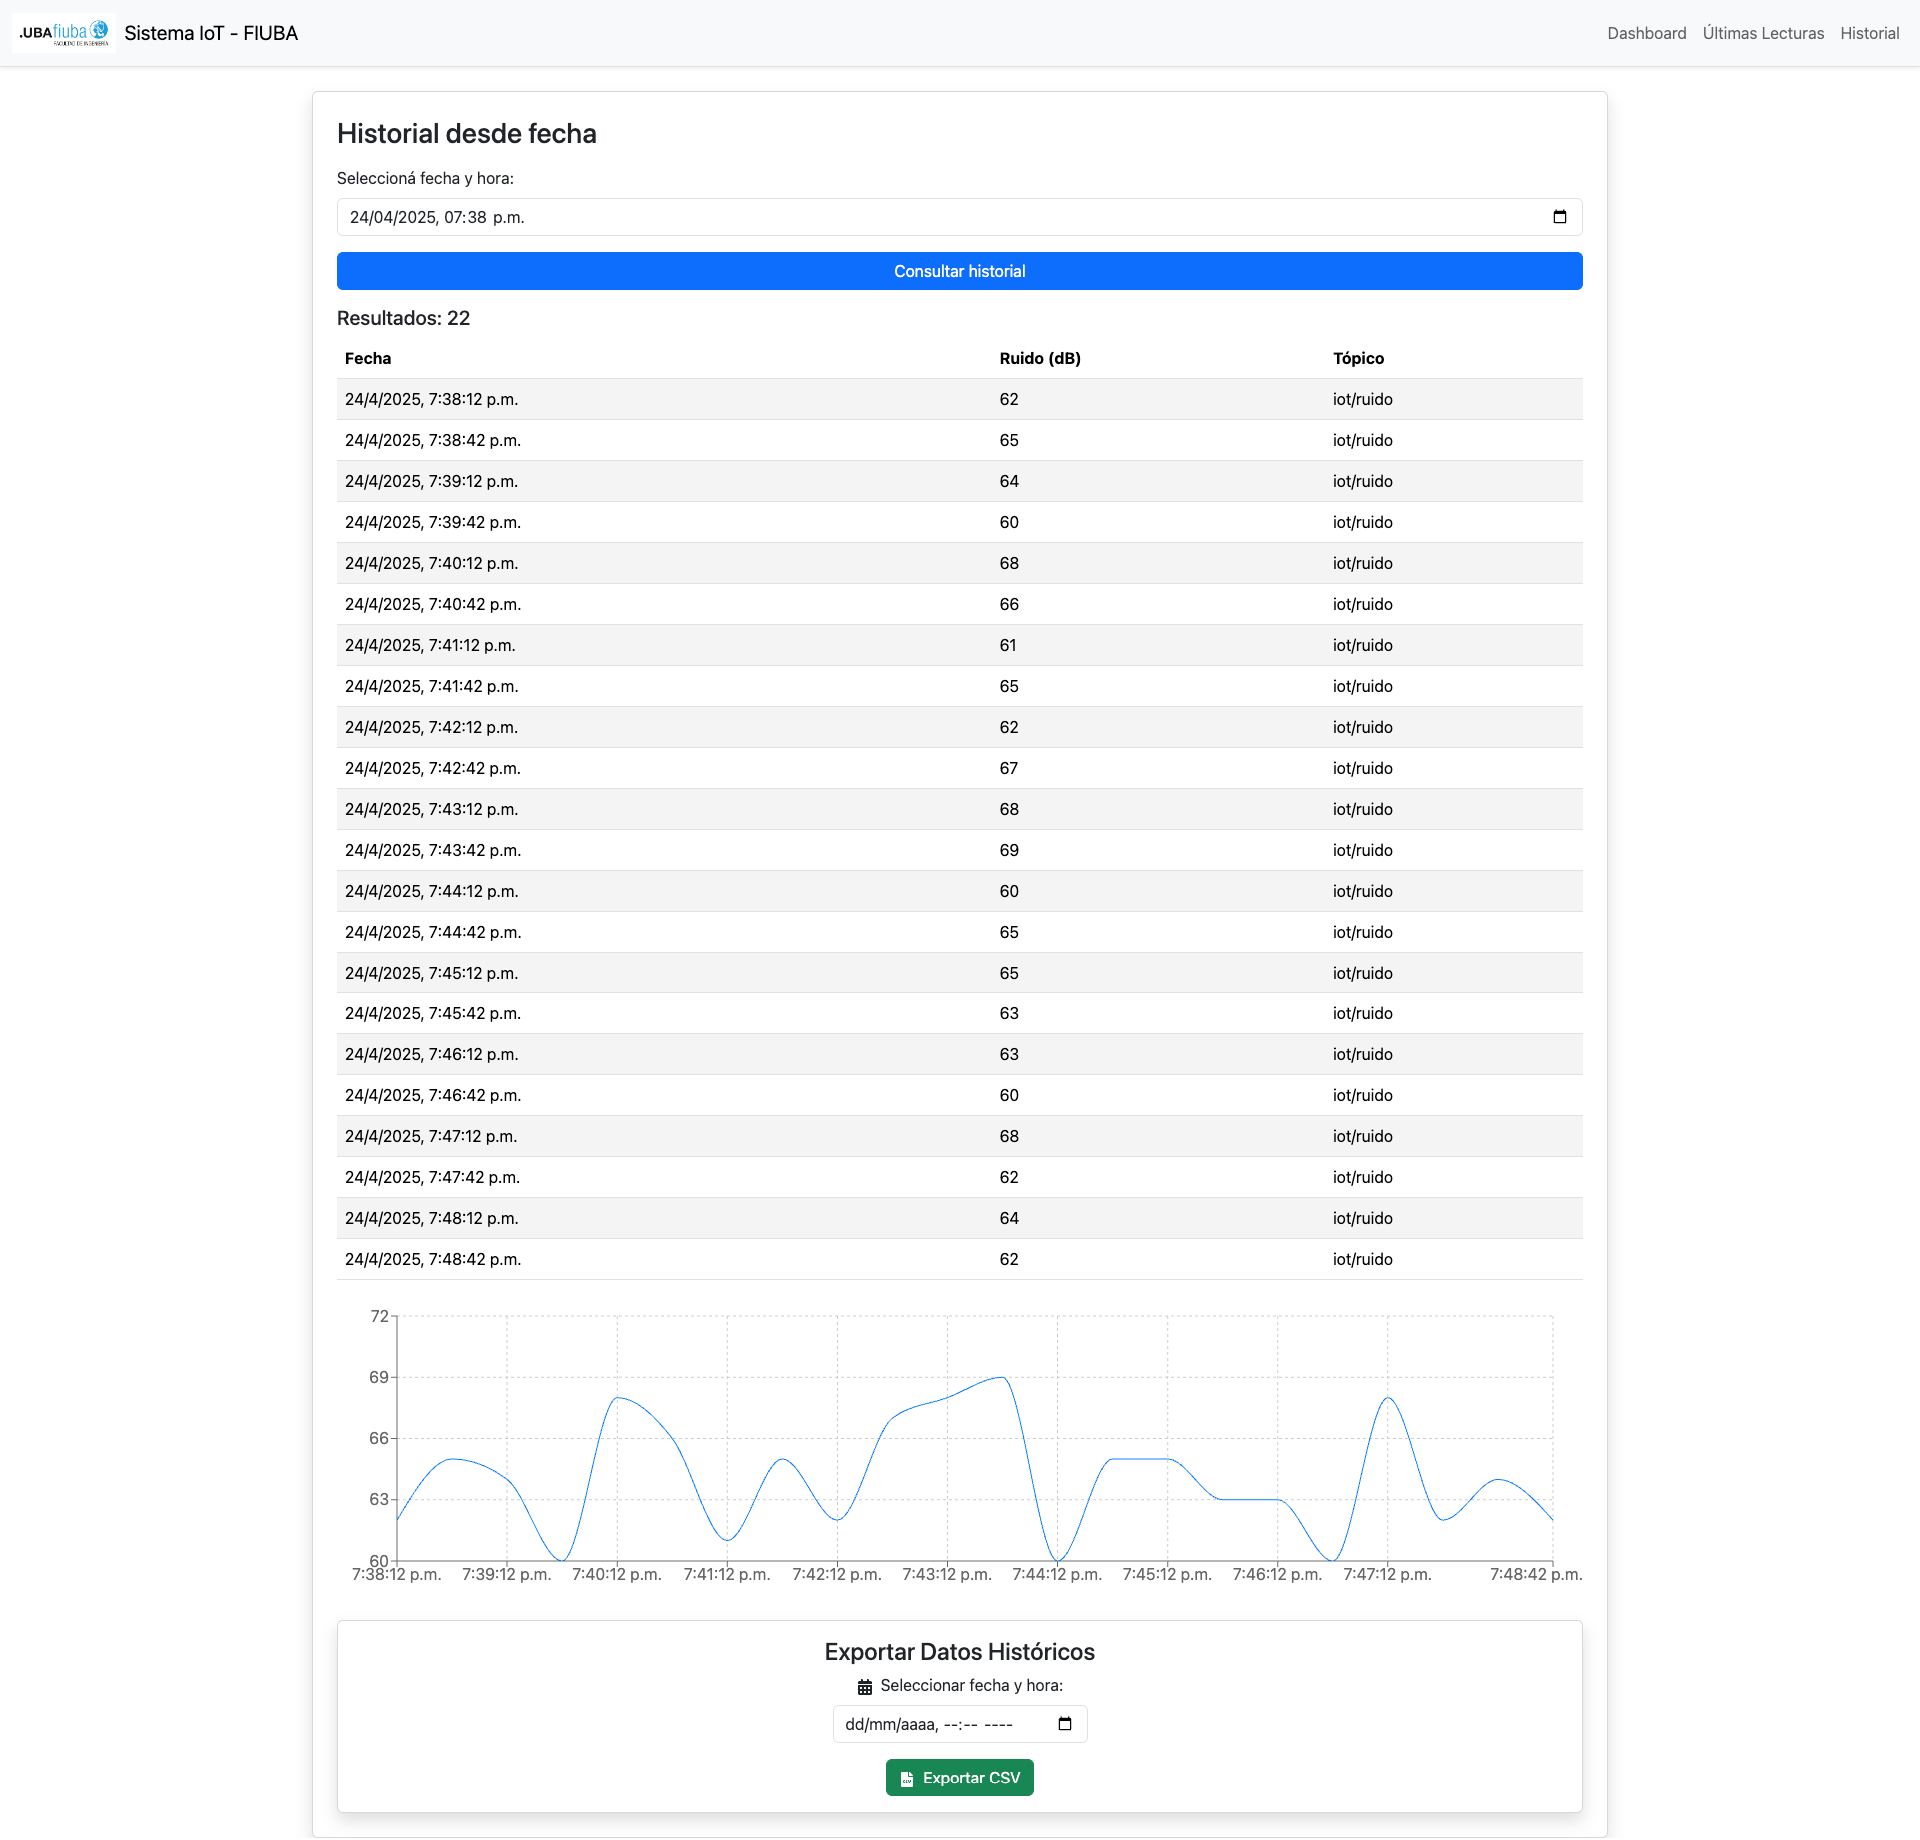 .UBAfiuba
FACULTAD DE INGENIERÍA
Sistema IoT - FIUBA
Dashboard Últimas Lecturas Historial
Historial desde fecha
Seleccioná fecha y hora:
24/04/2025, 07:38 p.m.
Consultar historial
Resultados: 22
Fecha Ruido (dB) Tópico
24/4/2025, 7:38:12 p.m. 62 iot/ruido
24/4/2025, 7:38:42 p.m. 65 iot/ruido
24/4/2025, 7:39:12 p.m. 64 iot/ruido
24/4/2025, 7:39:42 p.m. 60 iot/ruido
24/4/2025, 7:40:12 p.m. 68 iot/ruido
24/4/2025, 7:40:42 p.m. 66 iot/ruido
24/4/2025, 7:41:12 p.m. 61 iot/ruido
24/4/2025, 7:41:42 p.m. 65 iot/ruido
24/4/2025, 7:42:12 p.m. 62 iot/ruido
24/4/2025, 7:42:42 p.m. 67 iot/ruido
24/4/2025, 7:43:12 p.m. 68 iot/ruido
24/4/2025, 7:43:42 p.m. 69 iot/ruido
24/4/2025, 7:44:12 p.m. 60 iot/ruido
24/4/2025, 7:44:42 p.m. 65 iot/ruido
24/4/2025, 7:45:12 p.m. 65 iot/ruido
24/4/2025, 7:45:42 p.m. 63 iot/ruido
24/4/2025, 7:46:12 p.m. 63 iot/ruido
24/4/2025, 7:46:42 p.m. 60 iot/ruido
24/4/2025, 7:47:12 p.m. 68 iot/ruido
24/4/2025, 7:47:42 p.m. 62 iot/ruido
24/4/2025, 7:48:12 p.m. 64 iot/ruido
24/4/2025, 7:48:42 p.m. 62 iot/ruido
72
69
66
63
60
7:38:12 p.m. 7:39:12 p.m. 7:40:12 p.m. 7:41:12 p.m. 7:42:12 p.m. 7:43:12 p.m. 7:44:12 p.m. 7:45:12 p.m. 7:46:12 p.m. 7:47:12 p.m. 7:48:42 p.m.
Exportar Datos Históricos
Seleccionar fecha y hora:
dd/mm/aaaa, --:-- ----
Exportar CSV